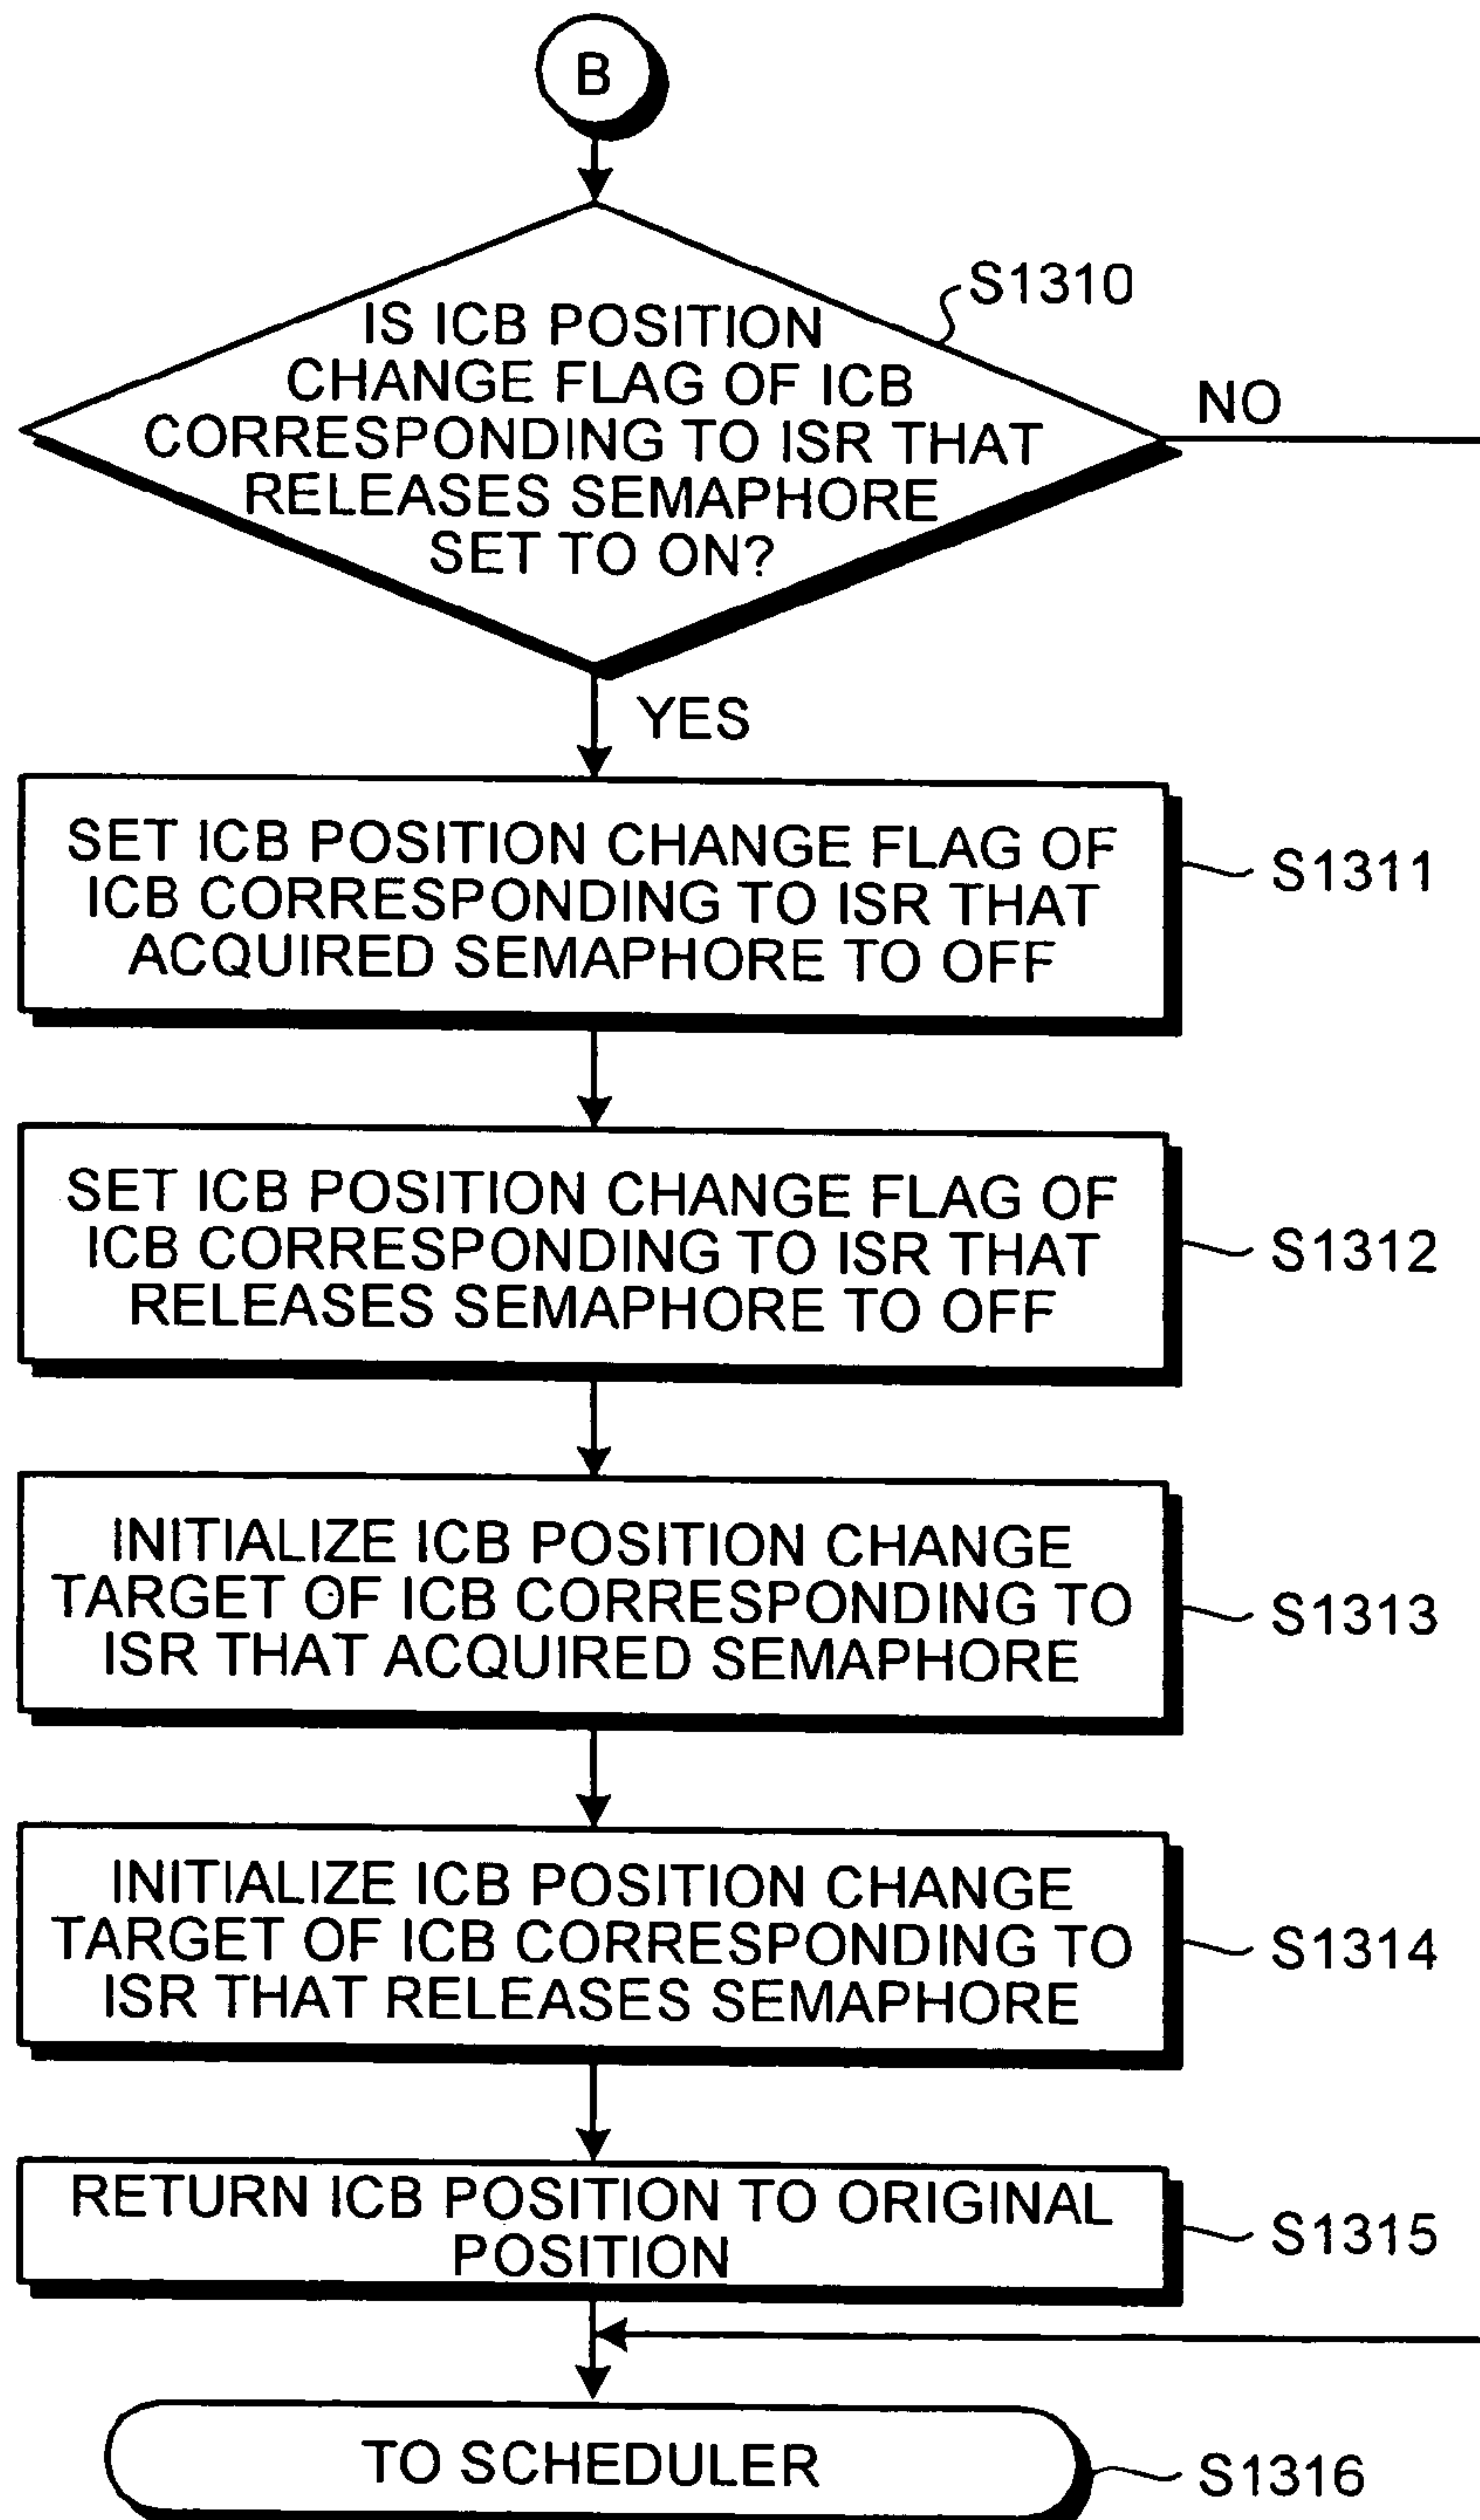 B
S1310
IS ICB POSITION
CHANGE FLAG OF ICB
CORRESPONDING TO ISR THAT
RELEASES SEMAPHORE
SET TO ON?
NO
YES
SET ICB POSITION CHANGE FLAG OF
ICB CORRESPONDING TO ISR THAT
ACQUIRED SEMAPHORE TO OFF
S1311
SET ICB POSITION CHANGE FLAG OF
ICB CORRESPONDING TO ISR THAT
RELEASES SEMAPHORE TO OFF
S1312
INITIALIZE ICB POSITION CHANGE
TARGET OF ICB CORRESPONDING TO
ISR THAT ACQUIRED SEMAPHORE
S1313
INITIALIZE ICB POSITION CHANGE
TARGET OF ICB CORRESPONDING TO
ISR THAT RELEASES SEMAPHORE
S1314
RETURN ICB POSITION TO ORIGINAL
POSITION
S1315
TO SCHEDULER
S1316